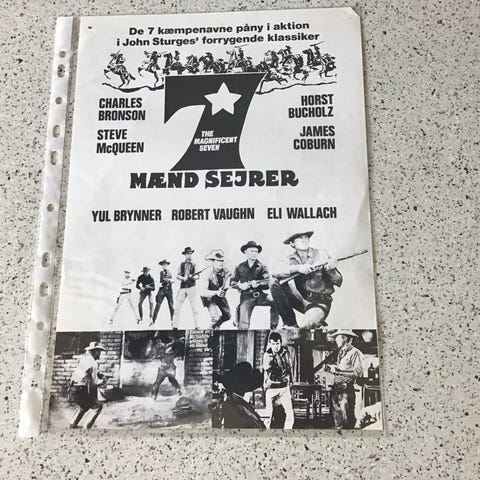 De 7 kæmpenavne påny i aktion
i John Sturges' forrygende klassiker
CHARLES BRONSON
HORST BUCHOLZ
STEVE McQUEEN
JAMES COBURN
7
THE MAGNIFICENT SEVEN
MÆND SEJRER
YUL BRYNNER ROBERT VAUGHN ELI WALLACH